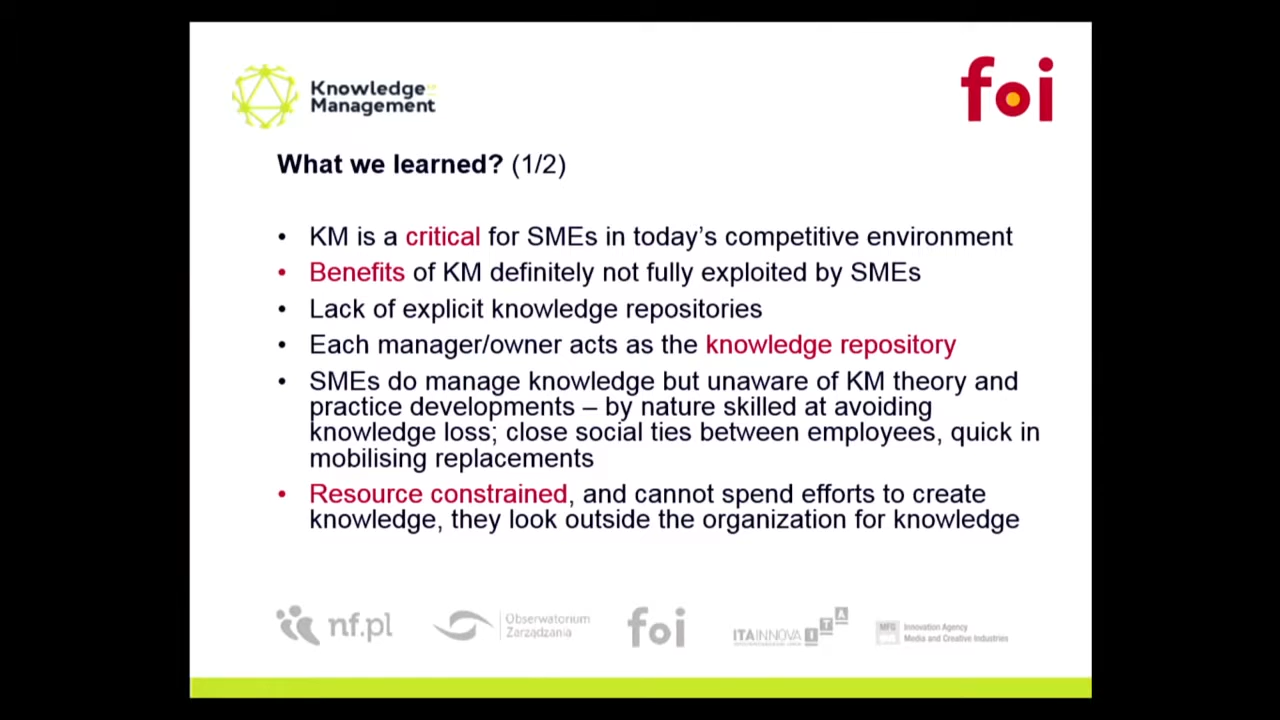 Knowledge
Management
foi
What we learned? (1/2)
• KM is a critical for SMEs in today's competitive environment
• Benefits of KM definitely not fully exploited by SMEs
• Lack of explicit knowledge repositories
• Each manager/owner acts as the knowledge repository
• SMEs do manage knowledge but unaware of KM theory and
practice developments – by nature skilled at avoiding
knowledge loss; close social ties between employees, quick in
mobilising replacements
• Resource constrained, and cannot spend efforts to create
knowledge, they look outside the organization for knowledge
nf.pl
Obserwatorium
Zarządzania
foi
ITAINNOVA
ITA
MFG
Innovation Agency
Media and Creative Industries